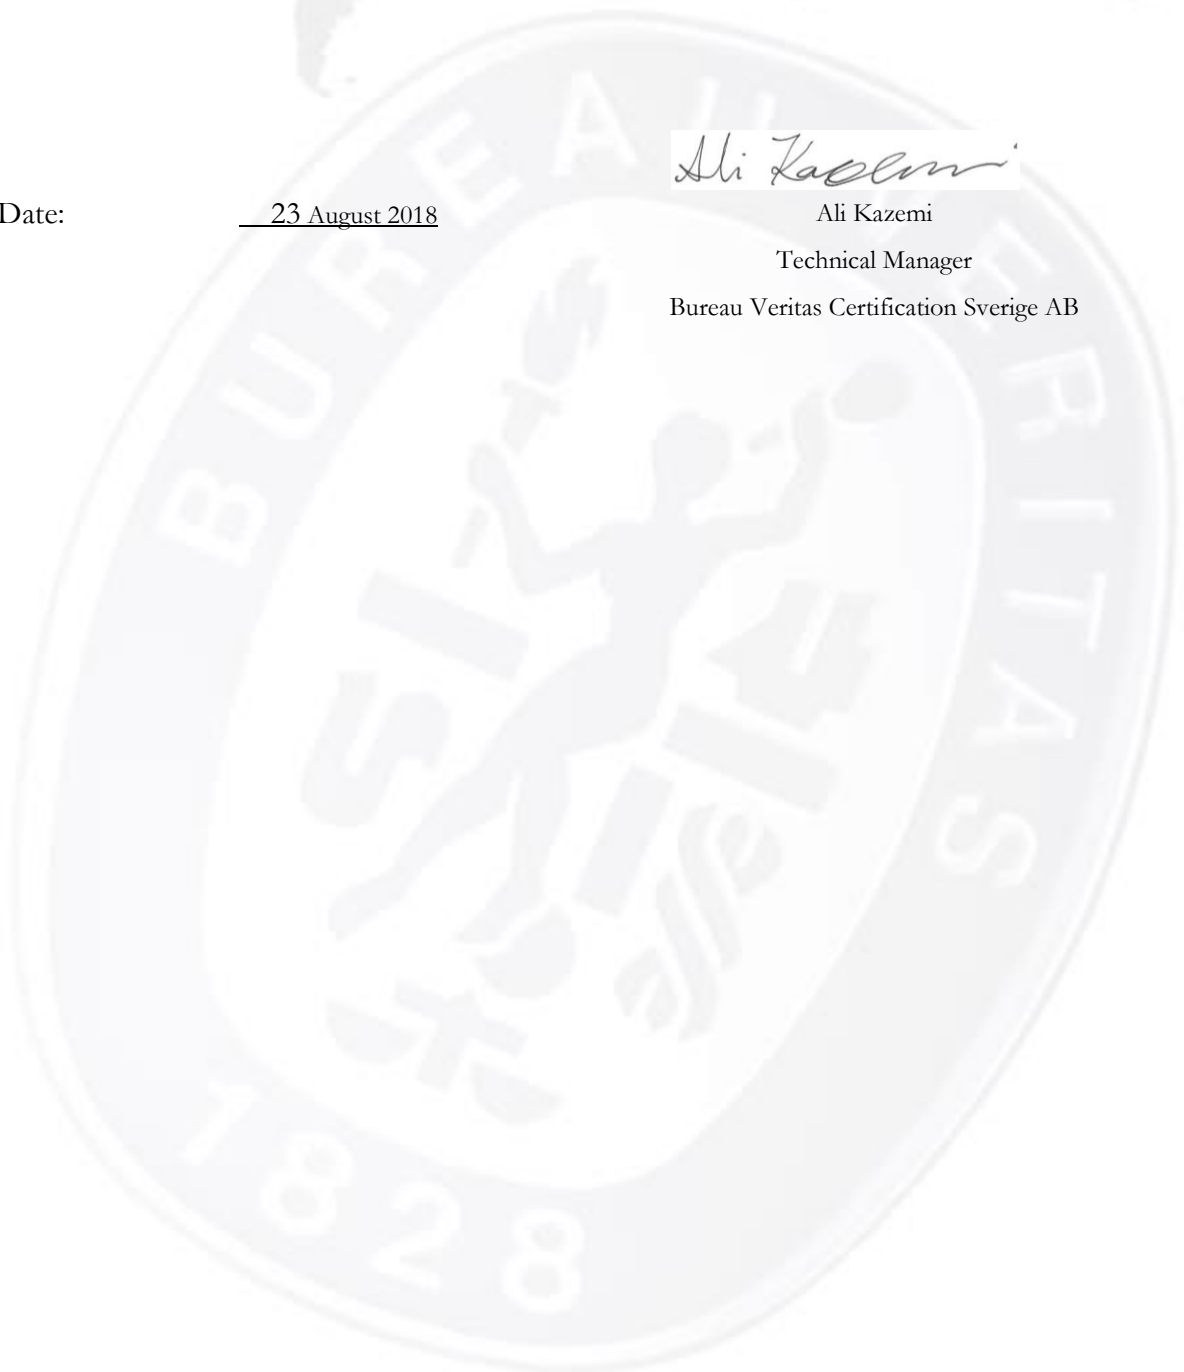 Ali Kazemi
Date: 23 August 2018 Ali Kazemi
Technical Manager
Bureau Veritas Certification Sverige AB
BUREAU VERITAS
1828